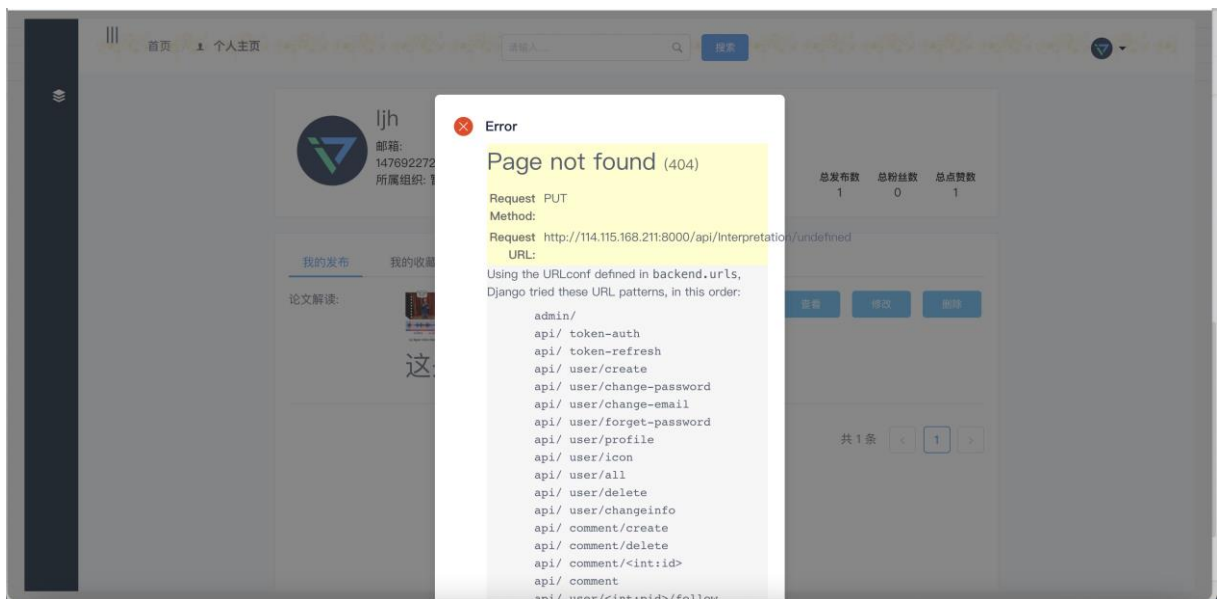 首页 个人主页 请输入... 搜索
ljh
邮箱:
147692272
所属组织:
总发布数 总粉丝数 总点赞数
1 0 1
我的发布 我的收藏
论文解读:
查看 修改 删除
这
共 1 条 < 1 >
Error
Page not found (404)
Request Method: PUT
Request URL: http://114.115.168.211:8000/api/Interpretation/undefined
Using the URLconf defined in backend.urls,
Django tried these URL patterns, in this order:
admin/
api/ token-auth
api/ token-refresh
api/ user/create
api/ user/change-password
api/ user/change-email
api/ user/forget-password
api/ user/profile
api/ user/icon
api/ user/all
api/ user/delete
api/ user/changeinfo
api/ comment/create
api/ comment/delete
api/ comment/<int:id>
api/ comment
api/ user/<int:pid>/follow